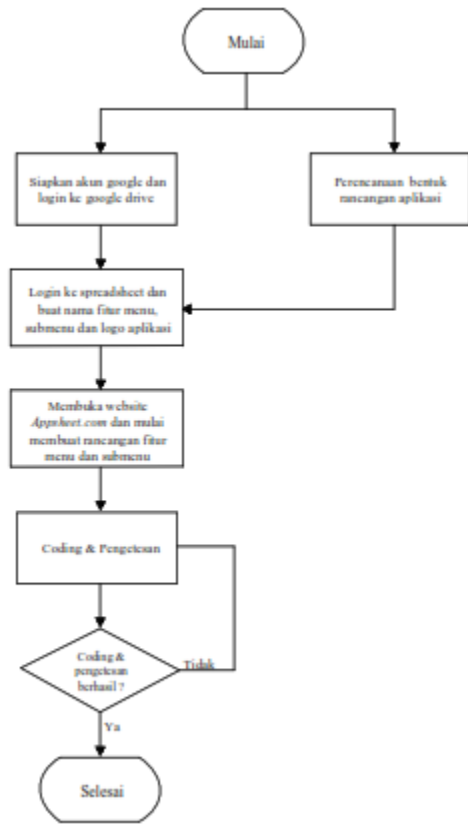 Mulai
Siapkan akun google dan
login ke google drive
Perencanaan bentuk
rancangan aplikasi
Login ke spreadsheet dan
buat nama fitur menu,
submenu dan logo aplikasi
Membuka website
Appsheet.com dan mulai
membuat rancangan fitur
menu dan submenu
Coding & Pengetesan
Coding &
pengetesan
berhasil ?
Tidak
Ya
Selesai